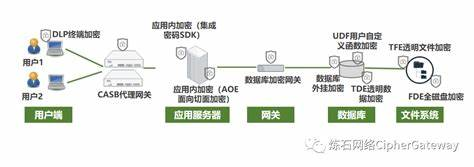 DLP终端加密
用户1
用户2
CASB代理网关
应用内加密（集成
密码SDK）
应用内加密（AOE
面向切面加密）
数据库加密网关
UDF用户自定
义函数加密
数据库
外挂加密
TDE透明数
据加密
TFE透明文件加密
FDE全磁盘加密
用户端
应用服务器
网关
数据库
文件系统
炼石网络CipherGateway